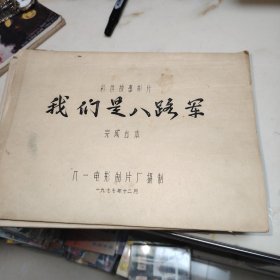 彩色故事影片
我们是八路军
完成台本
八一电影制片厂摄制
一九七七年十二月